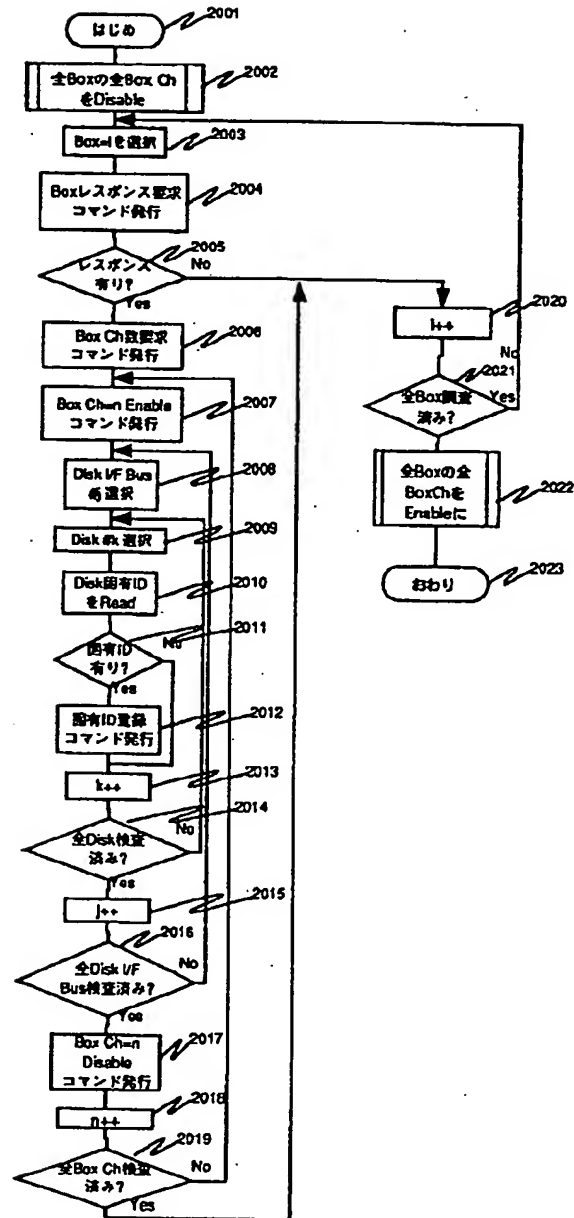 はじめ
2001
全Boxの全Box Ch
をDisable
2002
Box=iを選択
2003
Boxレスポンス要求
コマンド発行
2004
レスポンス
有り?
2005
No
Yes
Box Ch数要求
コマンド発行
2006
Box Ch=n Enable
コマンド発行
2007
Disk I/F Bus
#j選択
2008
Disk #k 選択
2009
Disk固有ID
をRead
2010
固有ID
有り?
2011
No
Yes
固有ID登録
コマンド発行
2012
k++
2013
全Disk検査
済み?
2014
No
Yes
j++
2015
全Disk I/F
Bus検査済み?
2016
No
Yes
Box Ch=n
Disable
コマンド発行
2017
n++
2018
全Box Ch検査
済み?
2019
No
Yes
i++
2020
全Box調査
済み?
2021
No
Yes
全Boxの全
BoxChを
Enableに
2022
おわり
2023